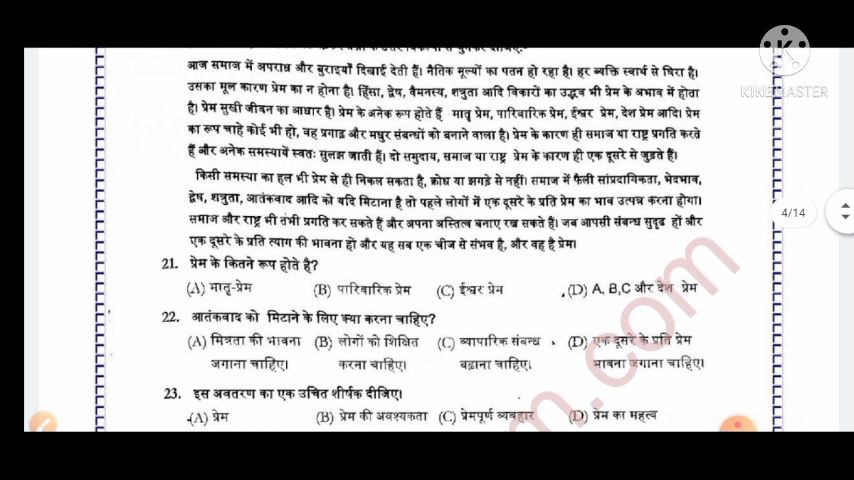 KINEMASTER
आज समाज में अपराध और बुराइयाँ दिखाई देती हैं। नैतिक मूल्यों का पतन हो रहा है। हर व्यक्ति स्वार्थ से घिरा है।
उसका मूल कारण प्रेम का न होना है। हिंसा, द्वेष, वैमनस्य, शत्रुता आदि विकारों का उद्भव भी प्रेम के अभाव में होता
है। प्रेम सुखी जीवन का आधार है। प्रेम के अनेक रूप होते हैं मातृ प्रेम, पारिवारिक प्रेम, ईश्वर प्रेम, देश प्रेम आदि। प्रेम
का रूप चाहे कोई भी हो, वह प्रगाढ़ और मधुर संबन्धों को बनाने वाला है। प्रेम के कारण ही समाज या राष्ट्र प्रगति करते
हैं और अनेक समस्यायें स्वतः सुलझ जाती हैं। दो समुदाय, समाज या राष्ट्र प्रेम के कारण ही एक दूसरे से जुड़ते हैं।
किसी समस्या का हल भी प्रेम से ही निकल सकता है, क्रोध या झगड़े से नहीं। समाज में फैली सांप्रदायिकता, भेदभाव,
द्वेष, शत्रुता, आतंकवाद आदि को यदि मिटाना है तो पहले लोगों में एक दूसरे के प्रति प्रेम का भाव उत्पन्न करना होगा।
समाज और राष्ट्र भी तंभी प्रगति कर सकते हैं और अपना अस्तित्व बनाए रख सकते हैं। जब आपसी संबन्ध सुदृढ हों और
एक दूसरे के प्रति त्याग की भावना हो और यह सब एक चीज से संभव है, और वह है प्रेम।
4/14
21. प्रेम के कितने रूप होते है?
(A) मातृ-प्रेम (B) पारिवारिक प्रेम (C) ईश्वर प्रेम (D) A, B,C और देश प्रेम
22. आतंकवाद को मिटाने के लिए क्या करना चाहिए?
(A) मित्रता की भावना (B) लोगों को शिक्षित (C) व्यापारिक संबन्ध (D) एक दूसरे के प्रति प्रेम
जगाना चाहिए। करना चाहिए। बढ़ाना चाहिए। भावना जगाना चाहिए।
23. इस अवतरण का एक उचित शीर्षक दीजिए।
(A) प्रेम (B) प्रेम की अवश्यकता (C) प्रेमपूर्ण व्यवहार (D) प्रेम का महत्व